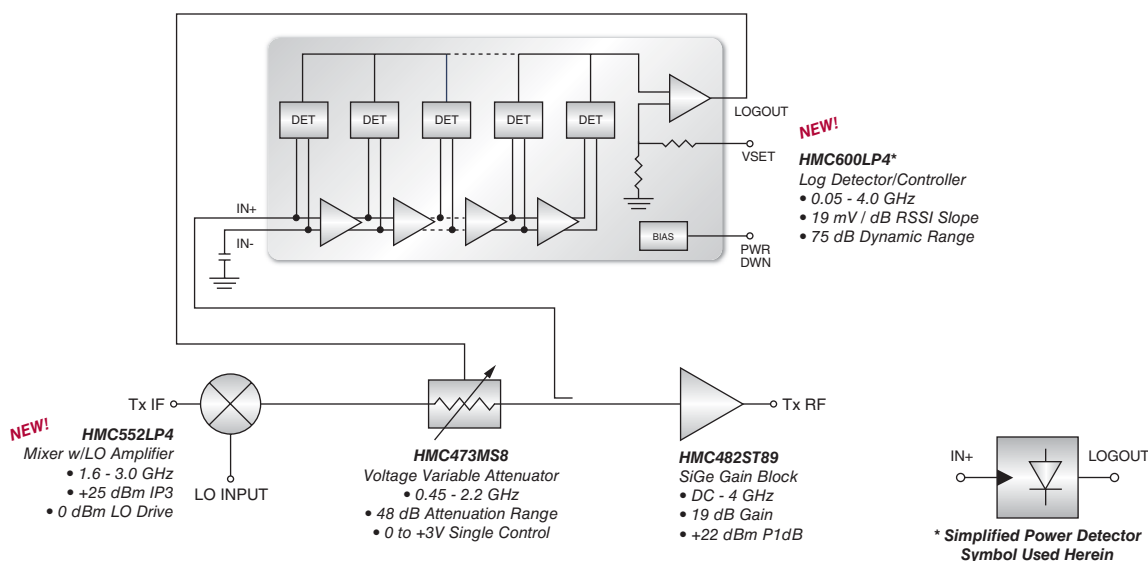 DET
DET
DET
DET
DET
LOGOUT
VSET
IN+
IN-
BIAS
PWR
DWN
NEW!
HMC600LP4*
Log Detector/Controller
• 0.05 - 4.0 GHz
• 19 mV / dB RSSI Slope
• 75 dB Dynamic Range
Tx IF
Tx RF
LO INPUT
NEW!
HMC552LP4
Mixer w/LO Amplifier
• 1.6 - 3.0 GHz
• +25 dBm IP3
• 0 dBm LO Drive
HMC473MS8
Voltage Variable Attenuator
• 0.45 - 2.2 GHz
• 48 dB Attenuation Range
• 0 to +3V Single Control
HMC482ST89
SiGe Gain Block
• DC - 4 GHz
• 19 dB Gain
• +22 dBm P1dB
IN+
LOGOUT
* Simplified Power Detector
Symbol Used Herein